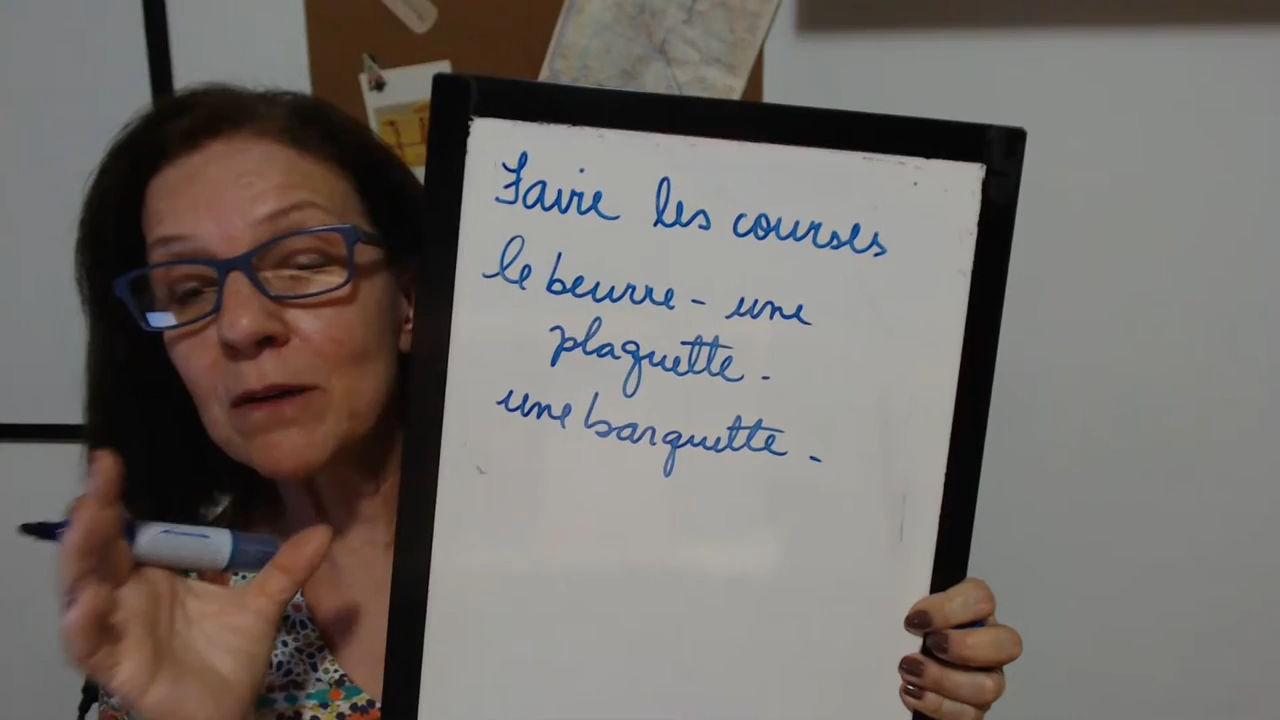 Faire les courses
le beurre - une
plaquette.
une barquette.